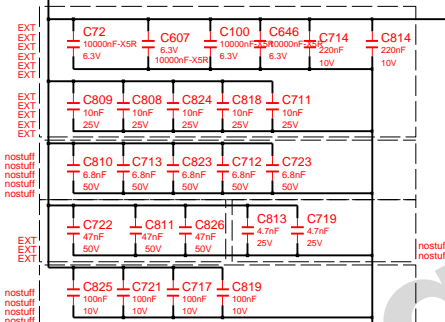 EXT
EXT
EXT
EXT
EXT
EXT
C72 C607 C100 C646 C714 C814
10000nF-X5R 6.3V 10000nF-X5R 10000nF-X5R 220nF 220nF
6.3V 10000nF-X5R 6.3V 6.3V 10V 10V
EXT
EXT
EXT
EXT
EXT
C809 C808 C824 C818 C711
10nF 10nF 10nF 10nF 10nF
25V 25V 25V 25V 25V
nostuff
nostuff
nostuff
nostuff
nostuff
C810 C713 C823 C712 C723
6.8nF 6.8nF 6.8nF 6.8nF 6.8nF
50V 50V 50V 50V 50V
C722 C811 C826 C813 C719
47nF 47nF 47nF 4.7nF 4.7nF
50V 50V 50V 25V 25V
EXT
EXT
EXT
nostuff
nostuff
nostuff
nostuff
nostuff
nostuff
C825 C721 C717 C819
100nF 100nF 100nF 100nF
10V 10V 10V 10V